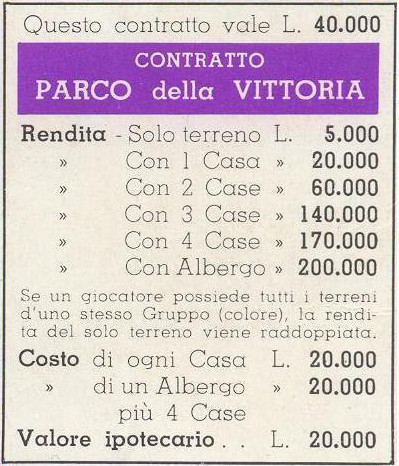 Questo contratto vale L. 40.000
CONTRATTO
PARCO della VITTORIA
Rendita - Solo terreno L. 5.000
» Con 1 Casa » 20.000
» Con 2 Case » 60.000
» Con 3 Case » 140.000
» Con 4 Case » 170.000
» Con Albergo » 200.000
Se un giocatore possiede tutti i terreni
d'uno stesso Gruppo (colore), la rendi-
ta del solo terreno viene raddoppiata.
Costo di ogni Casa L. 20.000
» di un Albergo » 20.000
più 4 Case
Valore ipotecario . . L. 20.000